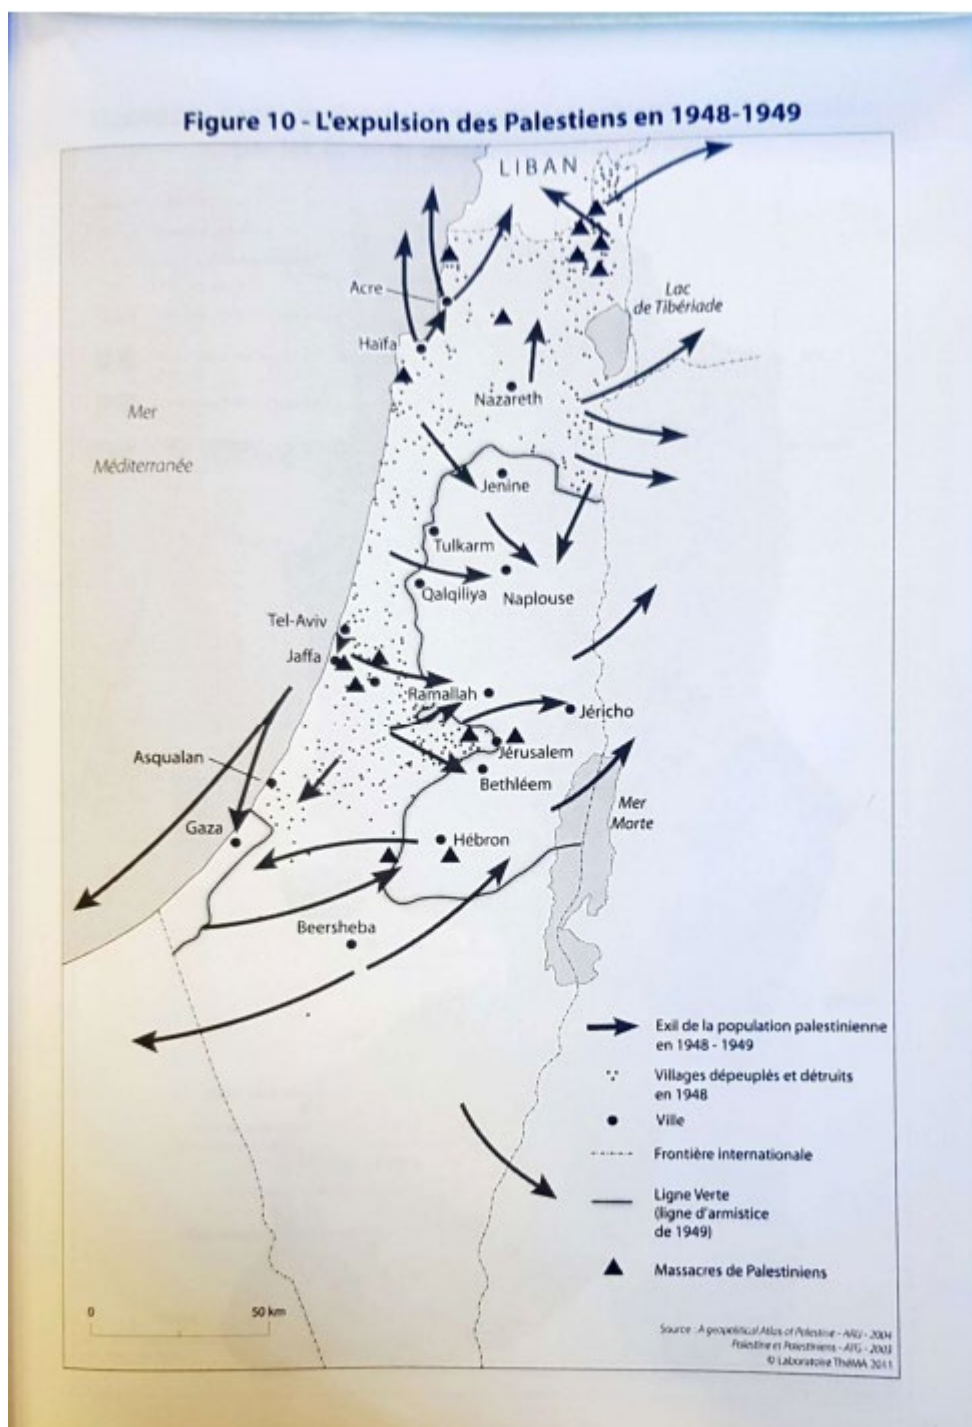 Figure 10 - L'expulsion des Palestiens en 1948-1949
LIBAN
Acre
Lac
de Tibériade
Haïfa
Nazareth
Mer
Méditerranée
Jenine
Tulkarm
Qalqiliya
Naplouse
Tel-Aviv
Jaffa
Ramallah
Jéricho
Asqualan
Jérusalem
Bethléem
Mer
Morte
Gaza
Hébron
Beersheba
Exil de la population palestinienne
en 1948 - 1949
Villages dépeuplés et détruits
en 1948
Ville
Frontière internationale
Ligne Verte
(ligne d'armistice
de 1949)
Massacres de Palestiniens
0
50 km
Source : A geopolitical Atlas of Palestine - ARIJ - 2004
Palestine et Palestiniens - ATG - 2003
© Laboratoire ThéMA 2011